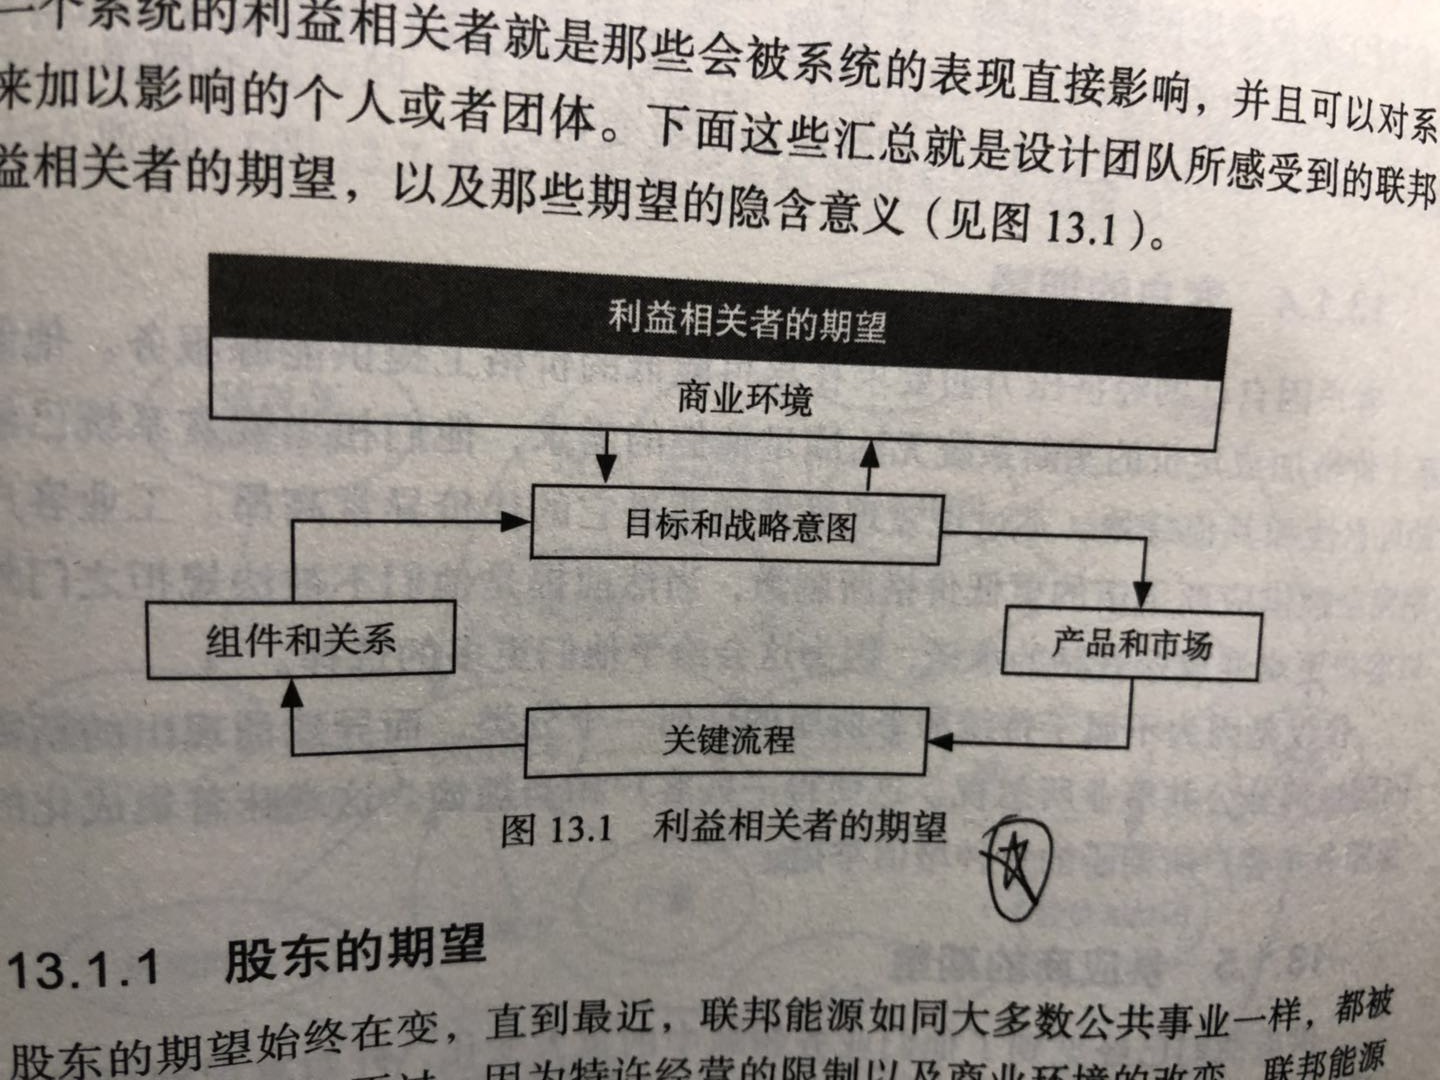 一个系统的利益相关者就是那些会被系统的表现直接影响，并且可以对系
来加以影响的个人或者团体。下面这些汇总就是设计团队所感受到的联邦
益相关者的期望，以及那些期望的隐含意义（见图 13.1）。
利益相关者的期望
商业环境
目标和战略意图
组件和关系
产品和市场
关键流程
图 13.1 利益相关者的期望
13.1.1 股东的期望
股东的期望始终在变，直到最近，联邦能源如同大多数公共事业一样，都被
因为特许经营的限制以及商业环境的改变，联邦能源